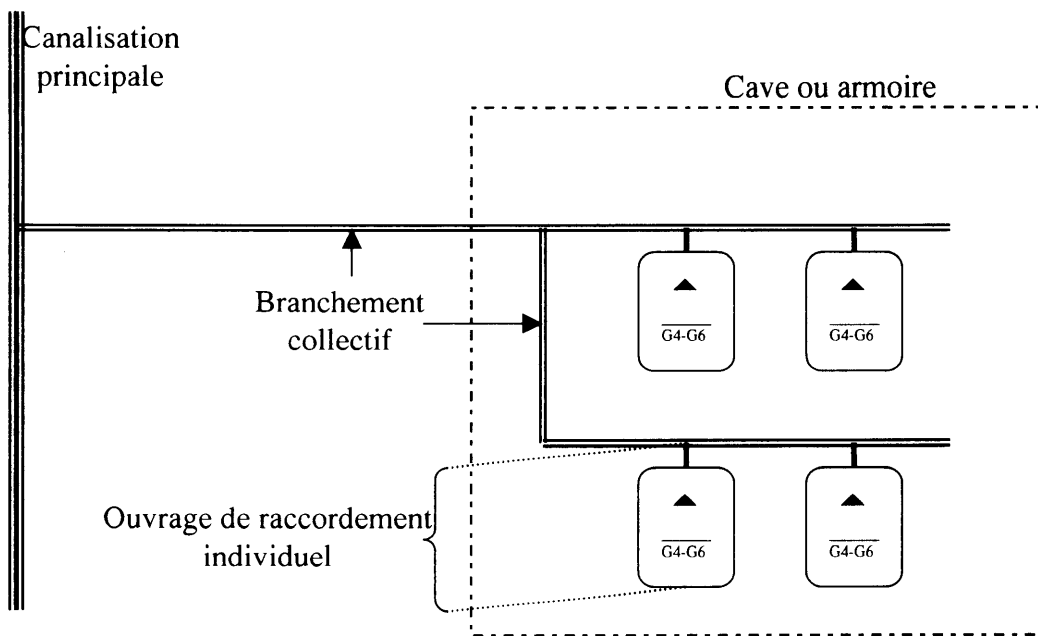 Canalisation
principale
Cave ou armoire
Branchement
collectif
G4-G6
G4-G6
Ouvrage de raccordement
individuel
G4-G6
G4-G6